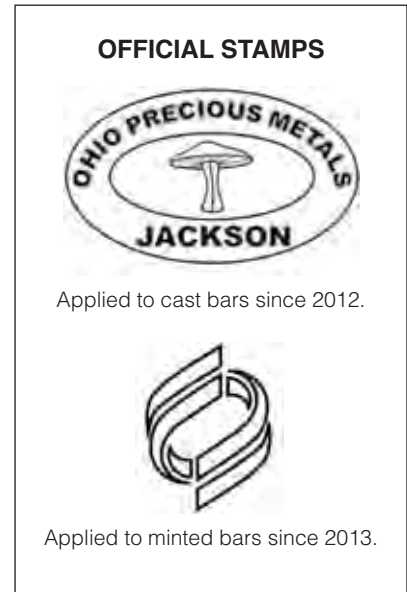 OFFICIAL STAMPS
OHIO PRECIOUS METALS
JACKSON
Applied to cast bars since 2012.
Applied to minted bars since 2013.